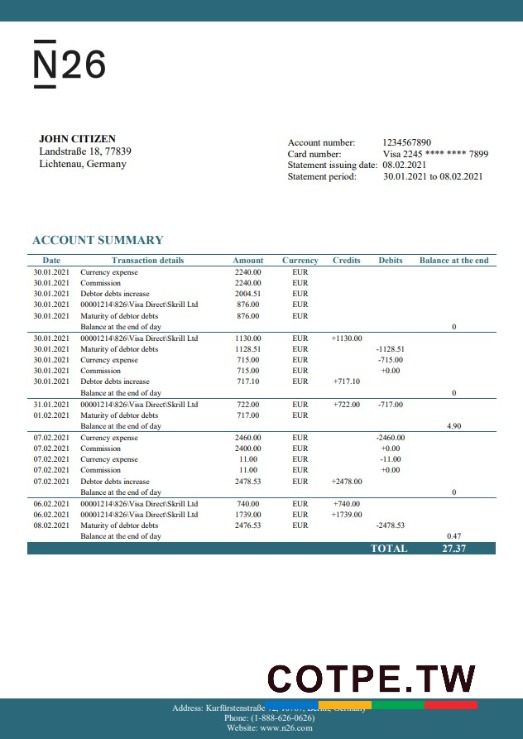 N26
JOHN CITIZEN
Landstraße 18, 77839
Lichtenau, Germany
Account number: 1234567890
Card number: Visa 2245 **** **** 7899
Statement issuing date: 08.02.2021
Statement period: 30.01.2021 to 08.02.2021
ACCOUNT SUMMARY
Date Transaction details Amount Currency Credits Debits Balance at the end
30.01.2021 Currency expense 2240.00 EUR
30.01.2021 Commission 2240.00 EUR
30.01.2021 Debtor debts increase 2004.51 EUR
30.01.2021 00001214\826\Visa Direct\Skrill Ltd 876.00 EUR
30.01.2021 Maturity of debtor debts 876.00 EUR
Balance at the end of day 0
30.01.2021 00001214\826\Visa Direct\Skrill Ltd 1130.00 EUR +1130.00
30.01.2021 Maturity of debtor debts 1128.51 EUR -1128.51
30.01.2021 Currency expense 715.00 EUR -715.00
30.01.2021 Commission 715.00 EUR +0.00
30.01.2021 Debtor debts increase 717.10 EUR +717.10
Balance at the end of day 0
31.01.2021 00001214\826\Visa Direct\Skrill Ltd 722.00 EUR +722.00 -717.00
01.02.2021 Maturity of debtor debts 717.00 EUR
Balance at the end of day 4.90
07.02.2021 Currency expense 2460.00 EUR -2460.00
07.02.2021 Commission 2400.00 EUR +0.00
07.02.2021 Currency expense 11.00 EUR -11.00
07.02.2021 Commission 11.00 EUR +0.00
07.02.2021 Debtor debts increase 2478.53 EUR +2478.00
Balance at the end of day 0
06.02.2021 00001214\826\Visa Direct\Skrill Ltd 740.00 EUR +740.00
06.02.2021 00001214\826\Visa Direct\Skrill Ltd 1739.00 EUR +1739.00
08.02.2021 Maturity of debtor debts 2476.53 EUR -2478.53
Balance at the end of day 0.47
TOTAL 27.37
COTPE.TW
Address: Kurfürstenstraße
Phone: (1-888-626-0626)
Website: www.n26.com